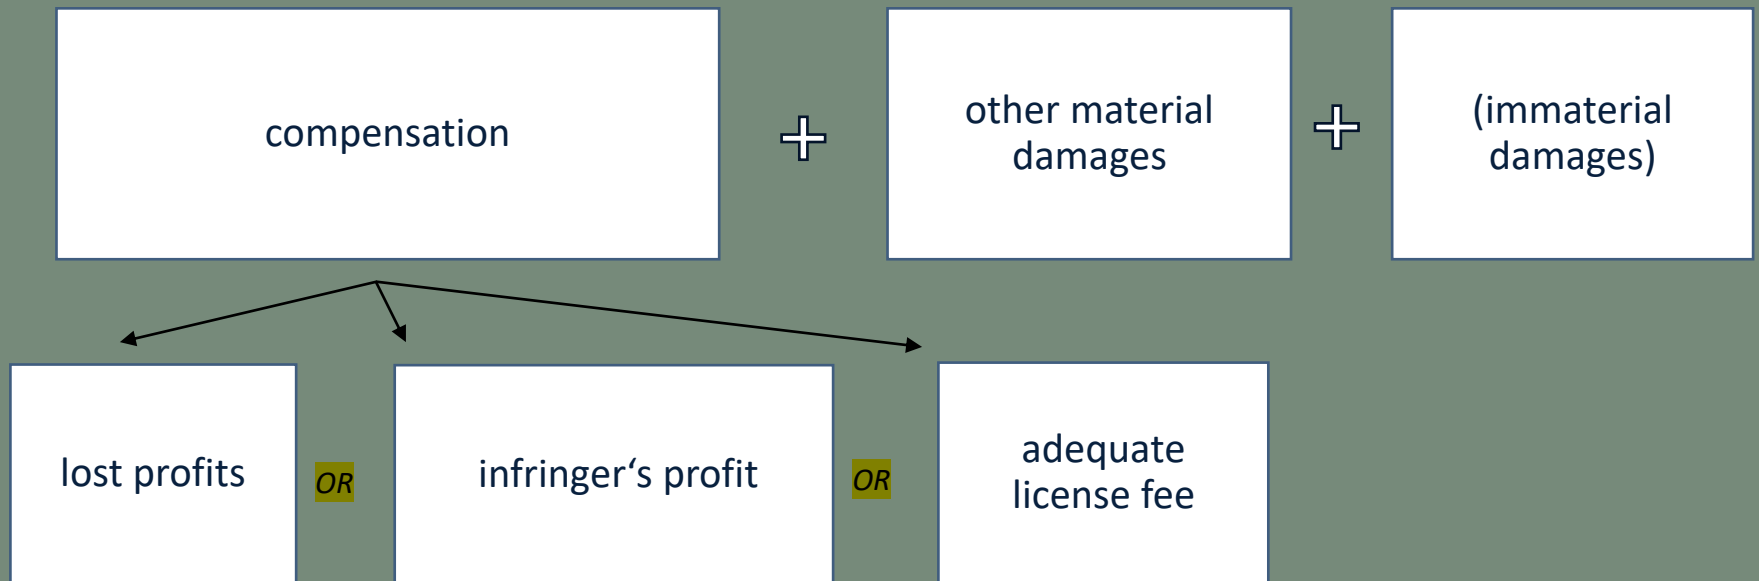 compensation
+
other material
damages
+
(immaterial
damages)
lost profits
OR
infringer‘s profit
OR
adequate
license fee